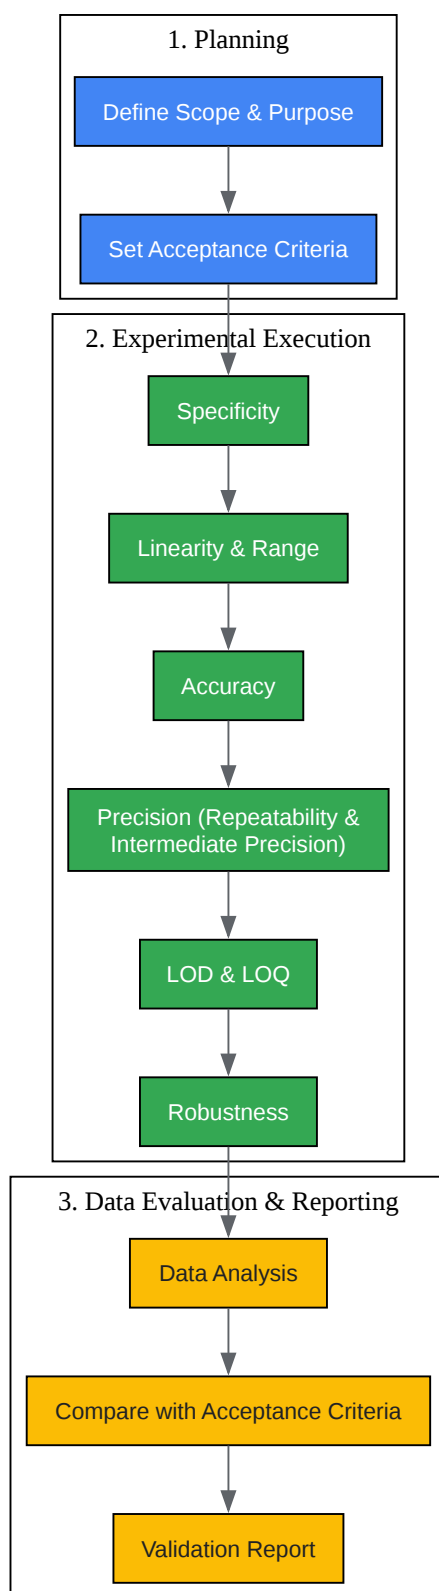 1. Planning
Define Scope & Purpose
Set Acceptance Criteria
2. Experimental Execution
Specificity
Linearity & Range
Accuracy
Precision (Repeatability &
Intermediate Precision)
LOD & LOQ
Robustness
3. Data Evaluation & Reporting
Data Analysis
Compare with Acceptance Criteria
Validation Report